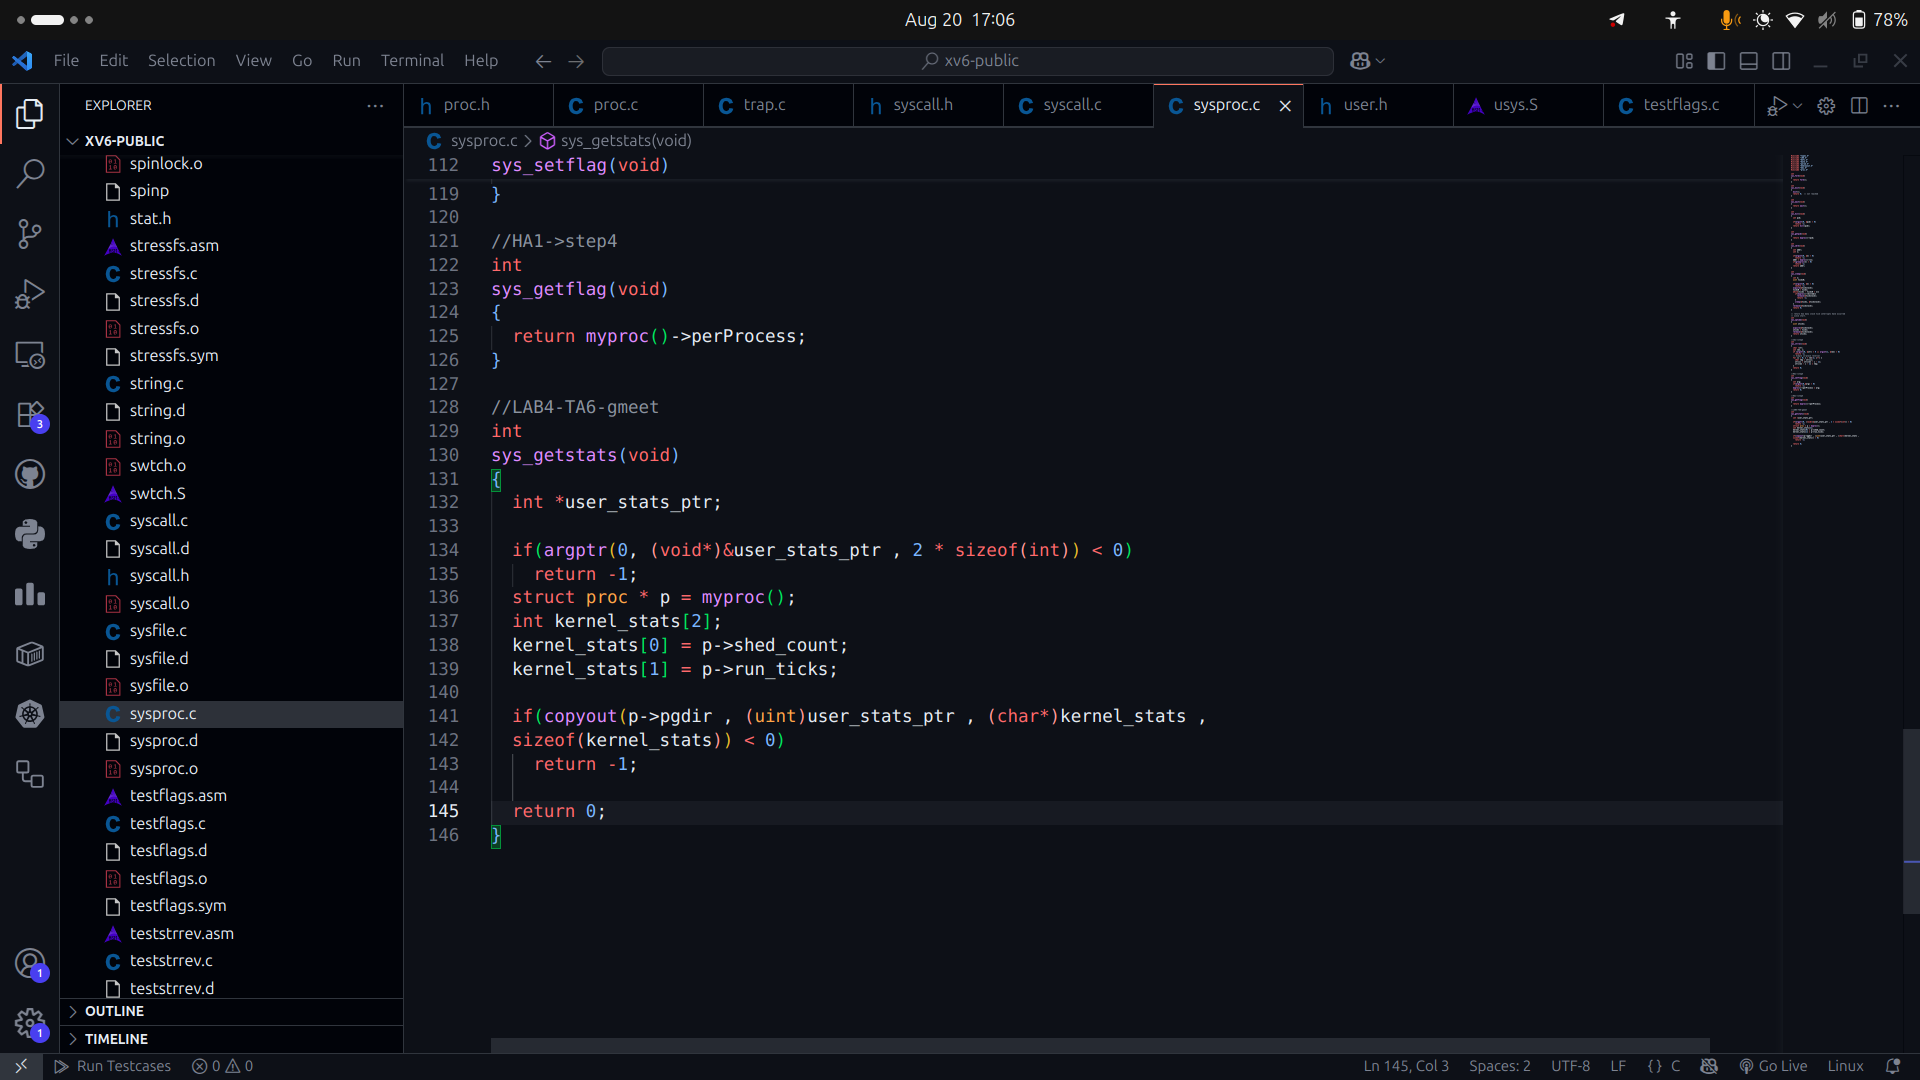 Aug 20 17:06
78%
File Edit Selection View Go Run Terminal Help
xv6-public
EXPLORER
proc.h
proc.c
trap.c
syscall.h
syscall.c
sysproc.c
user.h
usys.S
testflags.c
XV6-PUBLIC
spinlock.o
spinp
stat.h
stressfs.asm
stressfs.c
stressfs.d
stressfs.o
stressfs.sym
string.c
string.d
string.o
swtch.o
swtch.S
syscall.c
syscall.d
syscall.h
syscall.o
sysfile.c
sysfile.d
sysfile.o
sysproc.c
sysproc.d
sysproc.o
testflags.asm
testflags.c
testflags.d
testflags.o
testflags.sym
teststrrev.asm
teststrrev.c
teststrrev.d
OUTLINE
TIMELINE
3
1
1
sysproc.c > sys_getstats(void)
112 sys_setflag(void)
119 }
120
121 //HA1->step4
122 int
123 sys_getflag(void)
124 {
125 return myproc()->perProcess;
126 }
127
128 //LAB4-TA6-gmeet
129 int
130 sys_getstats(void)
131 {
132 int *user_stats_ptr;
133
134 if(argptr(0, (void*)&user_stats_ptr , 2 * sizeof(int)) < 0)
135 return -1;
136 struct proc * p = myproc();
137 int kernel_stats[2];
138 kernel_stats[0] = p->shed_count;
139 kernel_stats[1] = p->run_ticks;
140
141 if(copyout(p->pgdir , (uint)user_stats_ptr , (char*)kernel_stats ,
142 sizeof(kernel_stats)) < 0)
143 return -1;
144
145 return 0;
146 }
Run Testcases 0 0
Ln 145, Col 3 Spaces: 2 UTF-8 LF {} C Go Live Linux